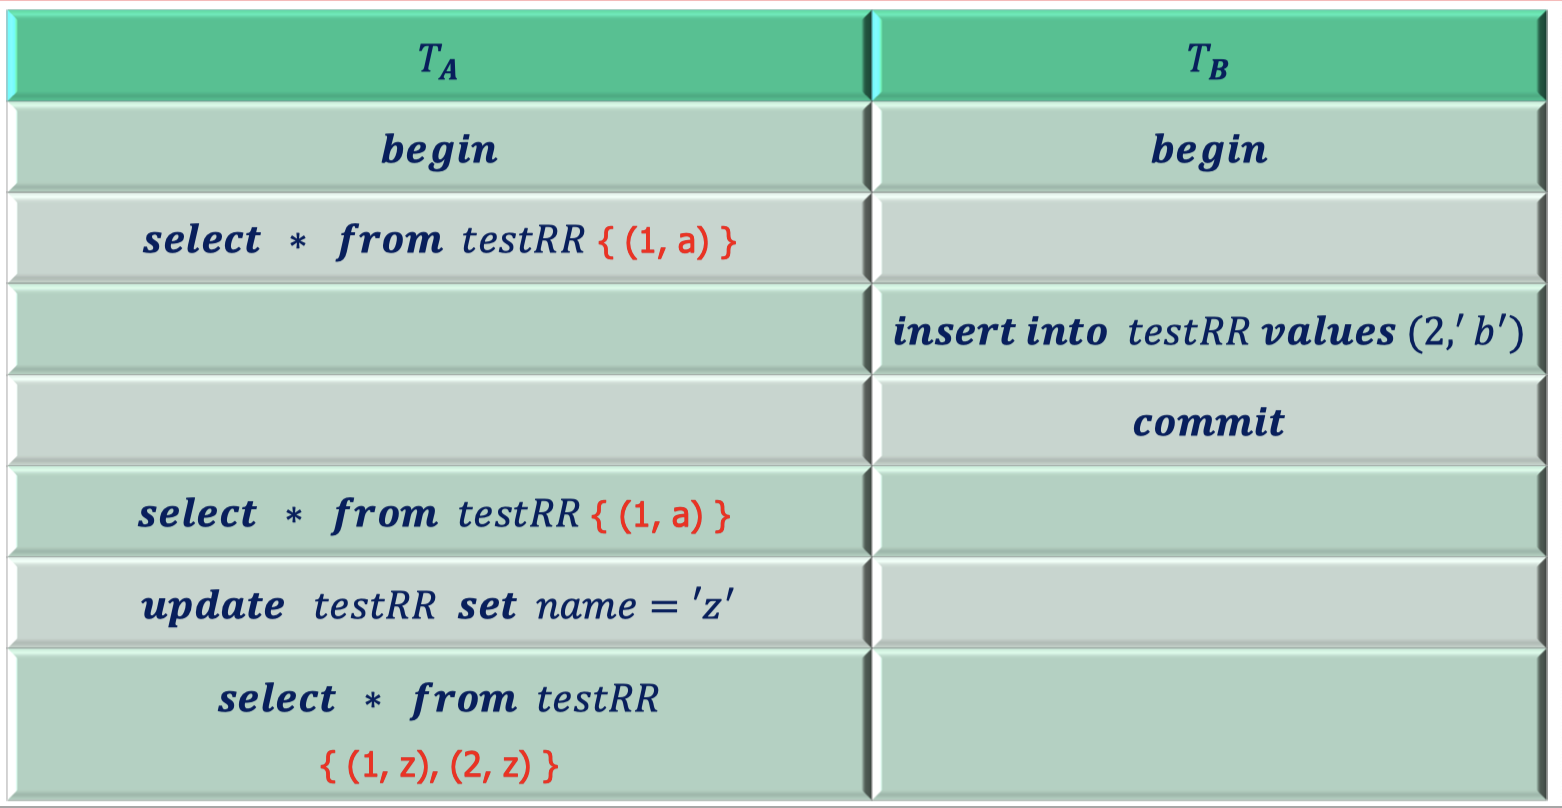 T_A T_B
begin begin
select * from testRR { (1, a) }
insert into testRR values (2,' b')
commit
select * from testRR { (1, a) }
update testRR set name = 'z'
select * from testRR
{ (1, z), (2, z) }